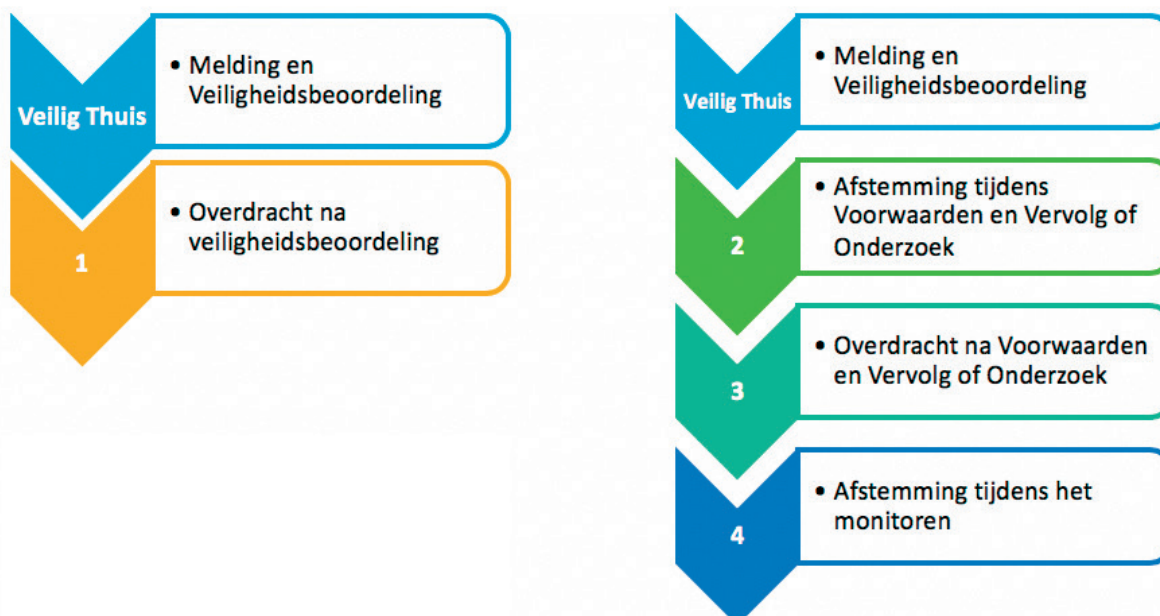 Veilig Thuis
• Melding en
Veiligheidsbeoordeling
1
• Overdracht na
veiligheidsbeoordeling
Veilig Thuis
• Melding en
Veiligheidsbeoordeling
2
• Afstemming tijdens
Voorwaarden en Vervolg of
Onderzoek
3
• Overdracht na Voorwaarden
en Vervolg of Onderzoek
4
• Afstemming tijdens het
monitoren